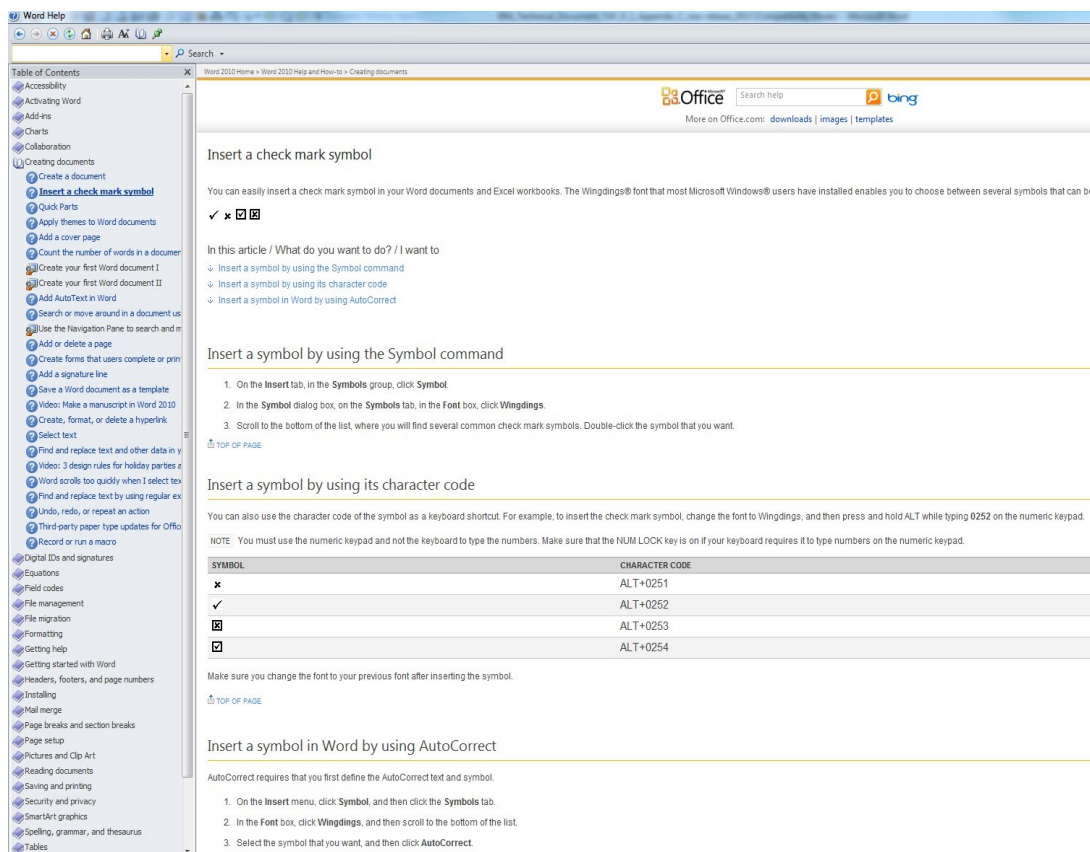 Word Help
Search
Table of Contents
Word 2010 Home > Word 2010 Help and How-to > Creating documents
Accessibility
Activating Word
Add-ins
Charts
Collaboration
Creating documents
Create a document
Insert a check mark symbol
Quick Parts
Apply themes to Word documents
Add a cover page
Count the number of words in a documen
Create your first Word document I
Create your first Word document II
Add AutoText in Word
Search or move around in a document us
Use the Navigation Pane to search and m
Add or delete a page
Create forms that users complete or prin
Add a signature line
Save a Word document as a template
Video: Make a manuscript in Word 2010
Create, format, or delete a hyperlink
Select text
Find and replace text and other data in y
Video: 3 design rules for holiday parties a
Word scrolls too quickly when I select tex
Find and replace text by using regular ex
Undo, redo, or repeat an action
Third-party paper type updates for Offic
Record or run a macro
Digital IDs and signatures
Equations
Field codes
File management
File migration
Formatting
Getting help
Getting started with Word
Headers, footers, and page numbers
Installing
Mail merge
Page breaks and section breaks
Page setup
Pictures and Clip Art
Reading documents
Saving and printing
Security and privacy
SmartArt graphics
Spelling, grammar, and thesaurus
Tables
Office Search help bing
More on Office.com: downloads | images | templates
Insert a check mark symbol
You can easily insert a check mark symbol in your Word documents and Excel workbooks. The Wingdings® font that most Microsoft Windows® users have installed enables you to choose between several symbols that can be
In this article / What do you want to do? / I want to
Insert a symbol by using the Symbol command
Insert a symbol by using its character code
Insert a symbol in Word by using AutoCorrect
Insert a symbol by using the Symbol command
1. On the Insert tab, in the Symbols group, click Symbol.
2. In the Symbol dialog box, on the Symbols tab, in the Font box, click Wingdings.
3. Scroll to the bottom of the list, where you will find several common check mark symbols. Double-click the symbol that you want.
TOP OF PAGE
Insert a symbol by using its character code
You can also use the character code of the symbol as a keyboard shortcut. For example, to insert the check mark symbol, change the font to Wingdings, and then press and hold ALT while typing 0252 on the numeric keypad.
NOTE You must use the numeric keypad and not the keyboard to type the numbers. Make sure that the NUM LOCK key is on if your keyboard requires it to type numbers on the numeric keypad.
SYMBOL CHARACTER CODE
ALT+0251
ALT+0252
ALT+0253
ALT+0254
Make sure you change the font to your previous font after inserting the symbol.
TOP OF PAGE
Insert a symbol in Word by using AutoCorrect
AutoCorrect requires that you first define the AutoCorrect text and symbol.
1. On the Insert menu, click Symbol, and then click the Symbols tab.
2. In the Font box, click Wingdings, and then scroll to the bottom of the list.
3. Select the symbol that you want, and then click AutoCorrect.